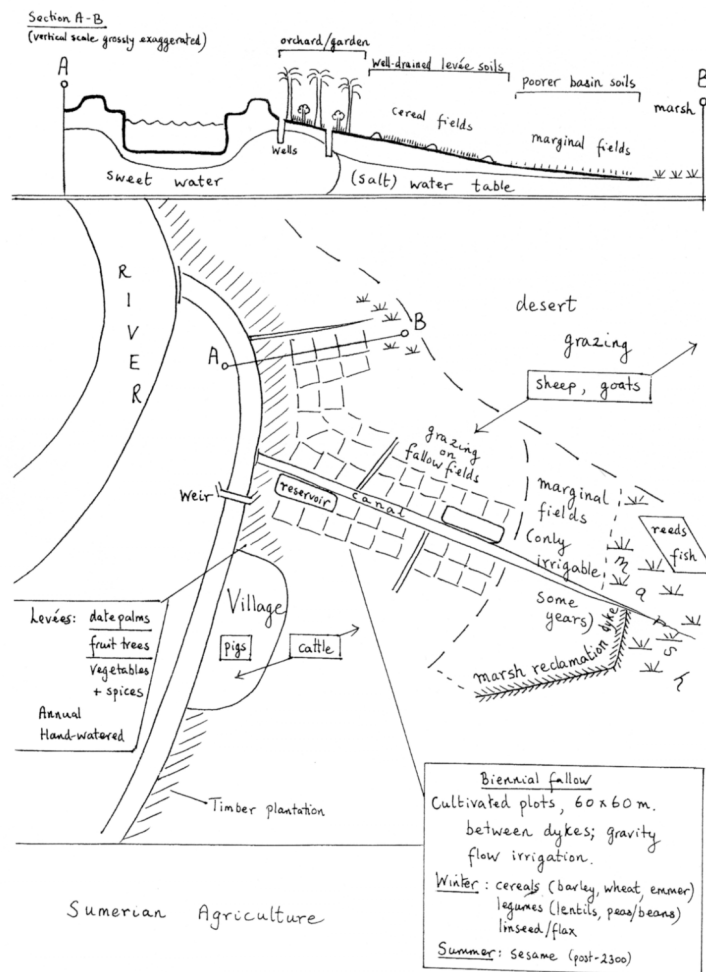 Section A-B
(vertical scale grossly exaggerated)
A
orchard/garden
well-drained levée soils
poorer basin soils
B
marsh
cereal fields
marginal fields
wells
sweet water
(salt) water table
RIVER
desert
grazing
sheep, goats
B
A
grazing
on
fallow fields
canal
reservoir
Weir
marginal
fields
(only
irrigable
some
years)
reeds
fish
marsh
marsh reclamation dyke
Village
pigs
cattle
Levées: date palms
fruit trees
vegetables
+ spices
Annual
Hand-watered
Timber plantation
Biennial fallow
Cultivated plots, 60 x 60 m.
between dykes; gravity
flow irrigation.
Winter: cereals (barley, wheat, emmer)
legumes (lentils, peas/beans)
linseed/flax
Summer: sesame (post-2300)
Sumerian Agriculture